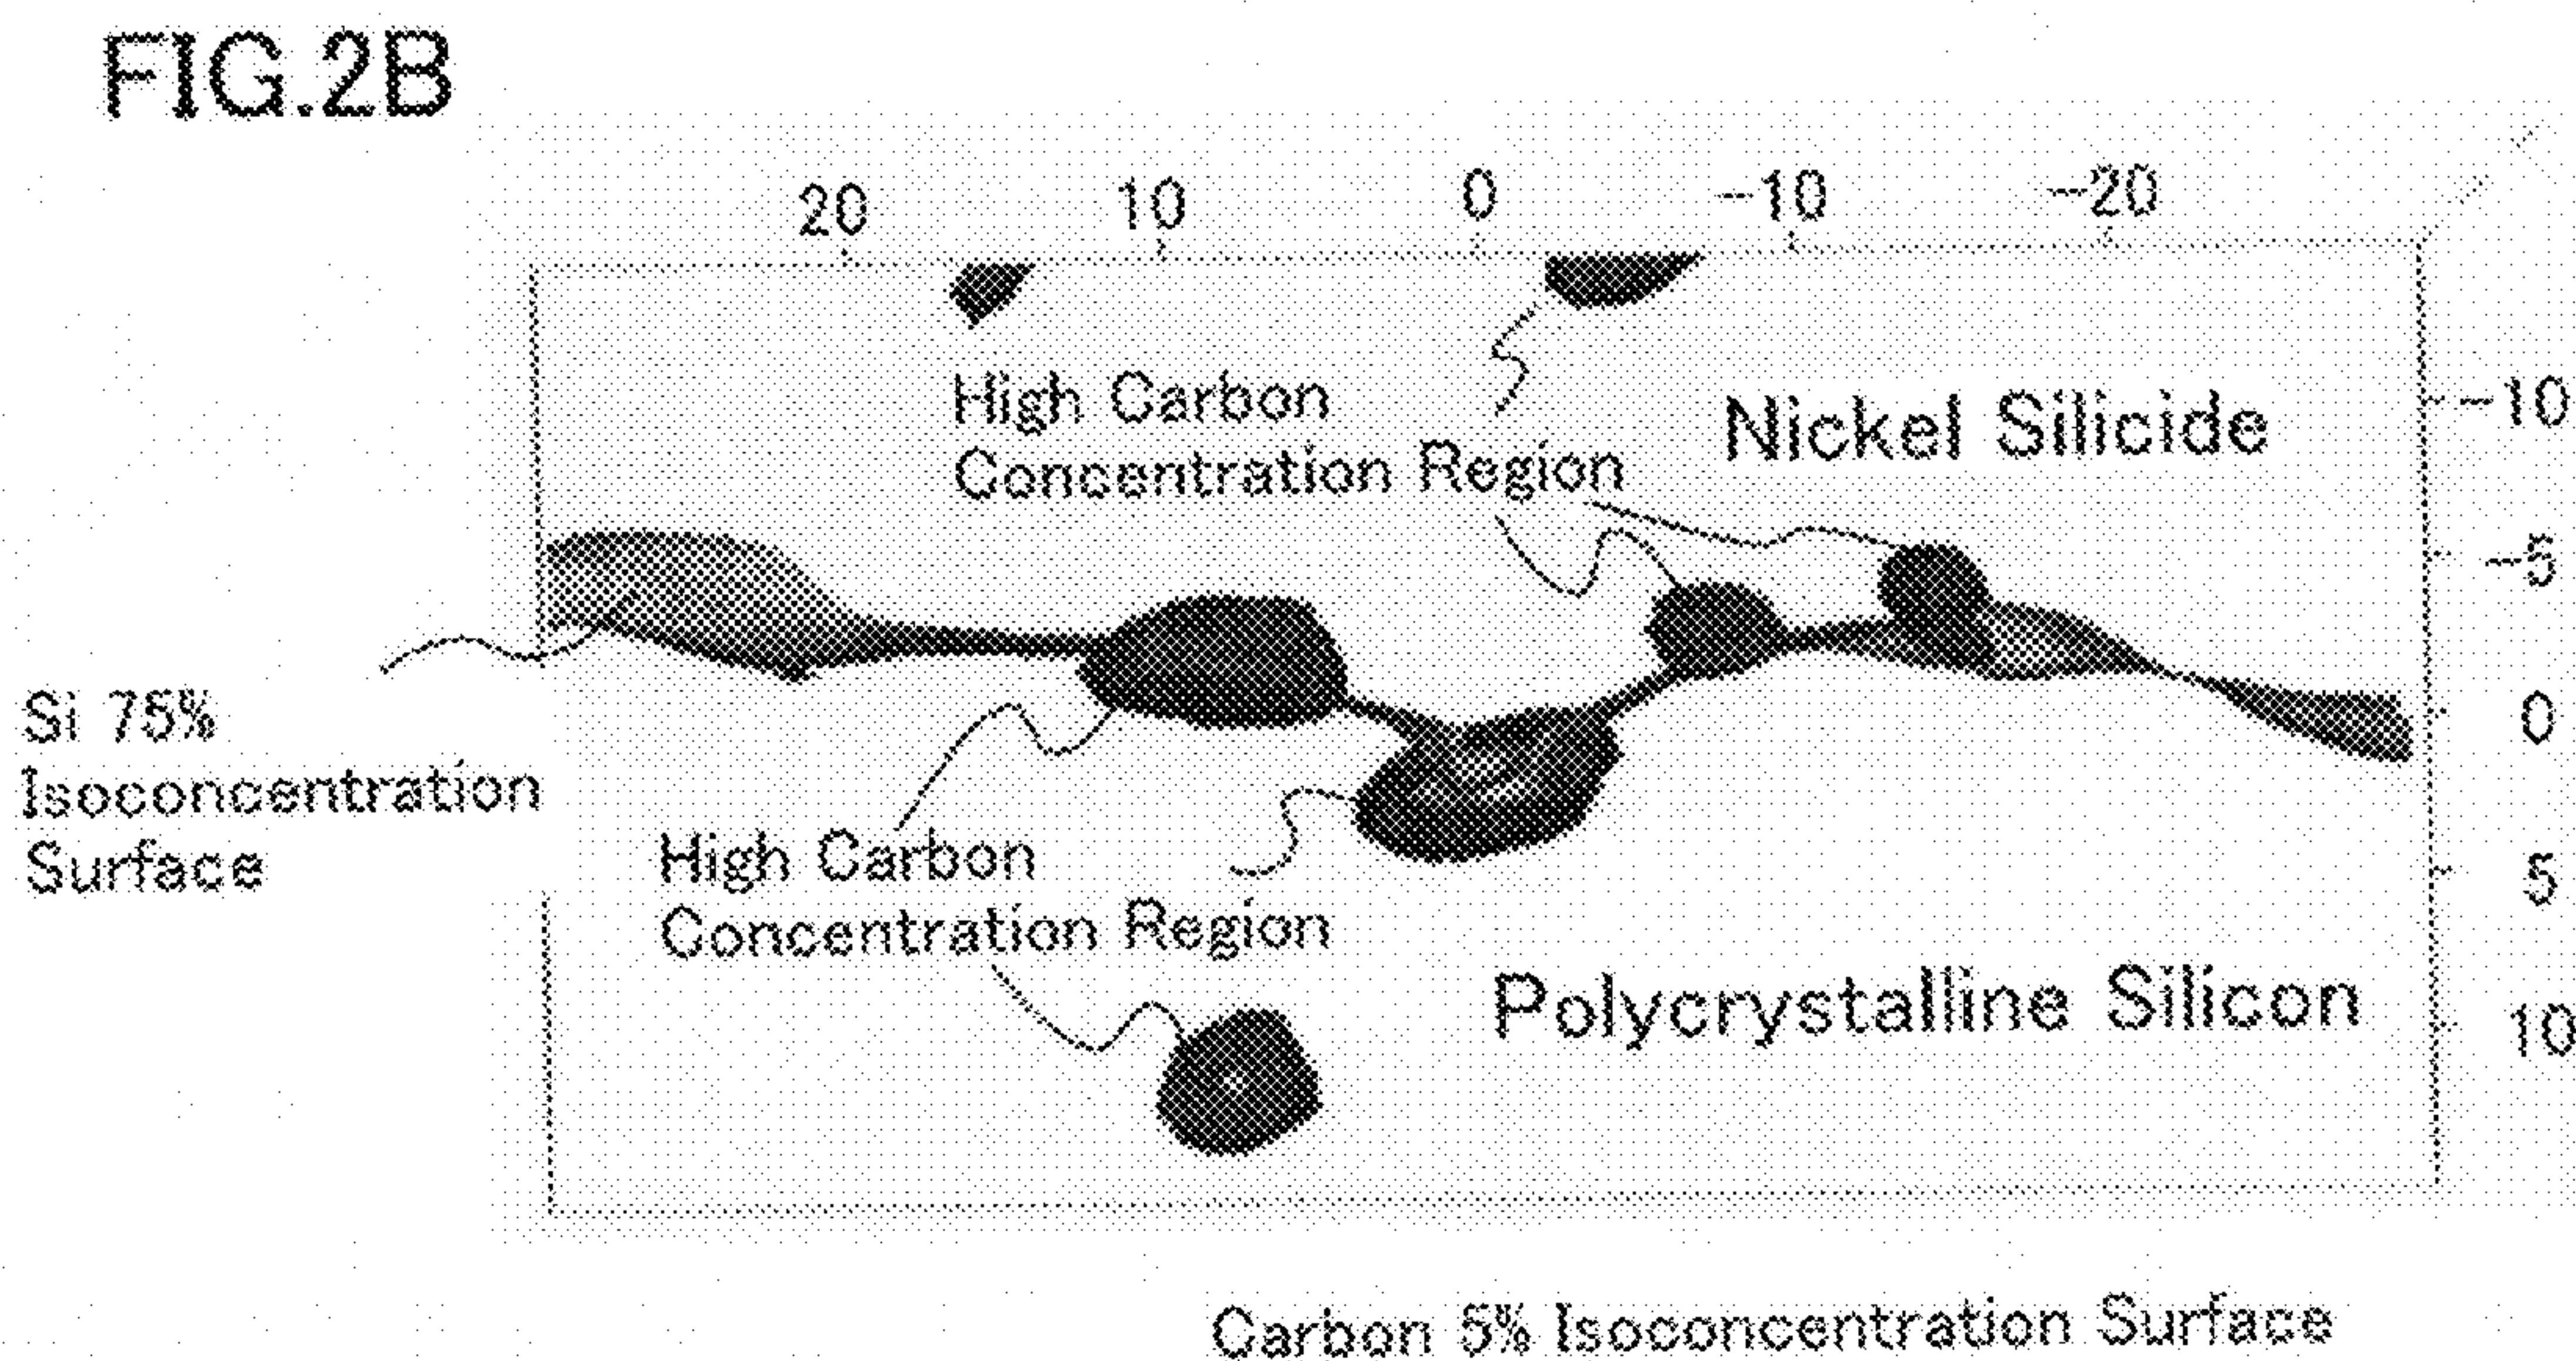 FIG.2B
20 10 0 -10 -20
High Carbon
Concentration Region
Nickel Silicide
-10
-5
0
5
10
Si 75%
Isoconcentration
Surface
High Carbon
Concentration Region
Polycrystalline Silicon
Carbon 5% Isoconcentration Surface